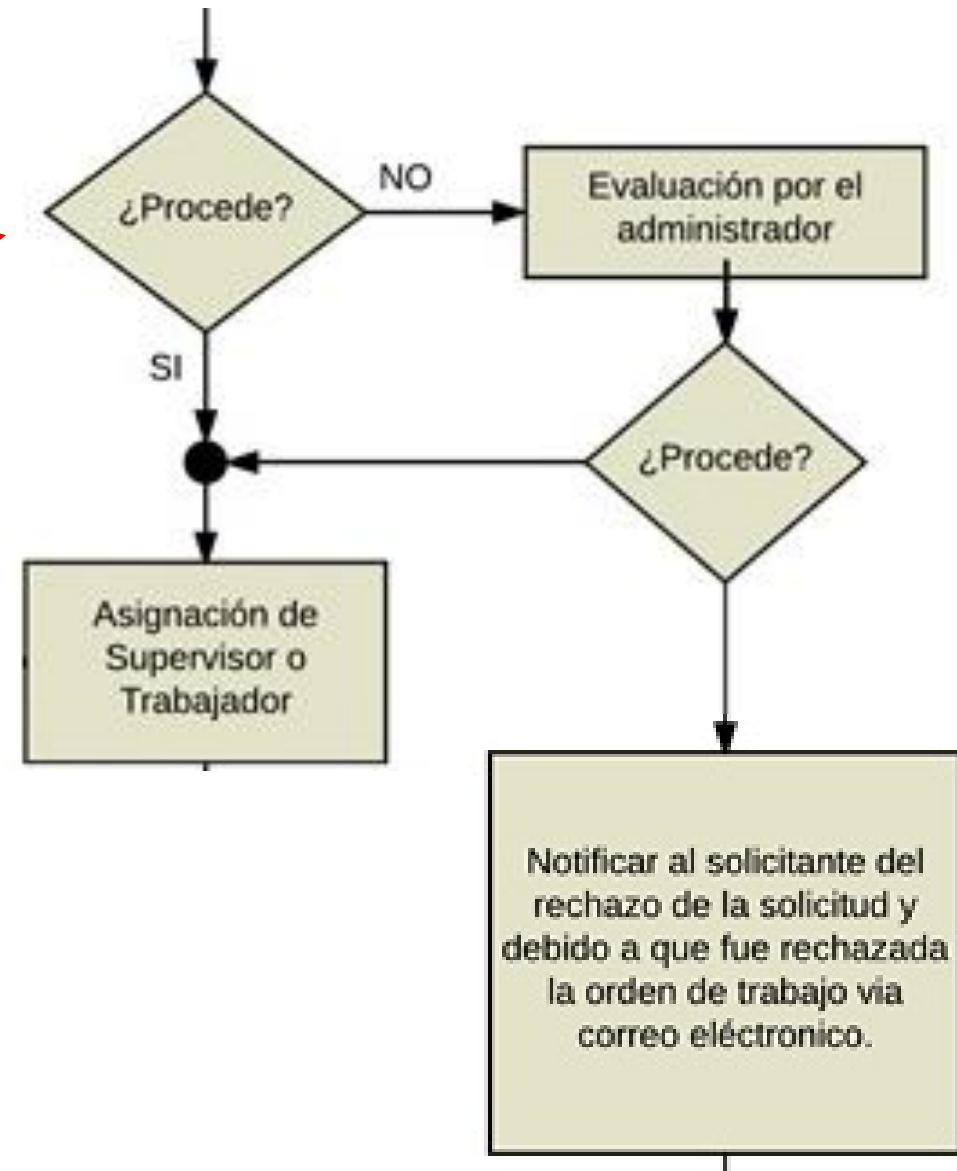 ¿Procede?
NO
Evaluación por el
administrador
SI
¿Procede?
Asignación de
Supervisor o
Trabajador
Notificar al solicitante del
rechazo de la solicitud y
debido a que fue rechazada
la orden de trabajo via
correo eléctronico.